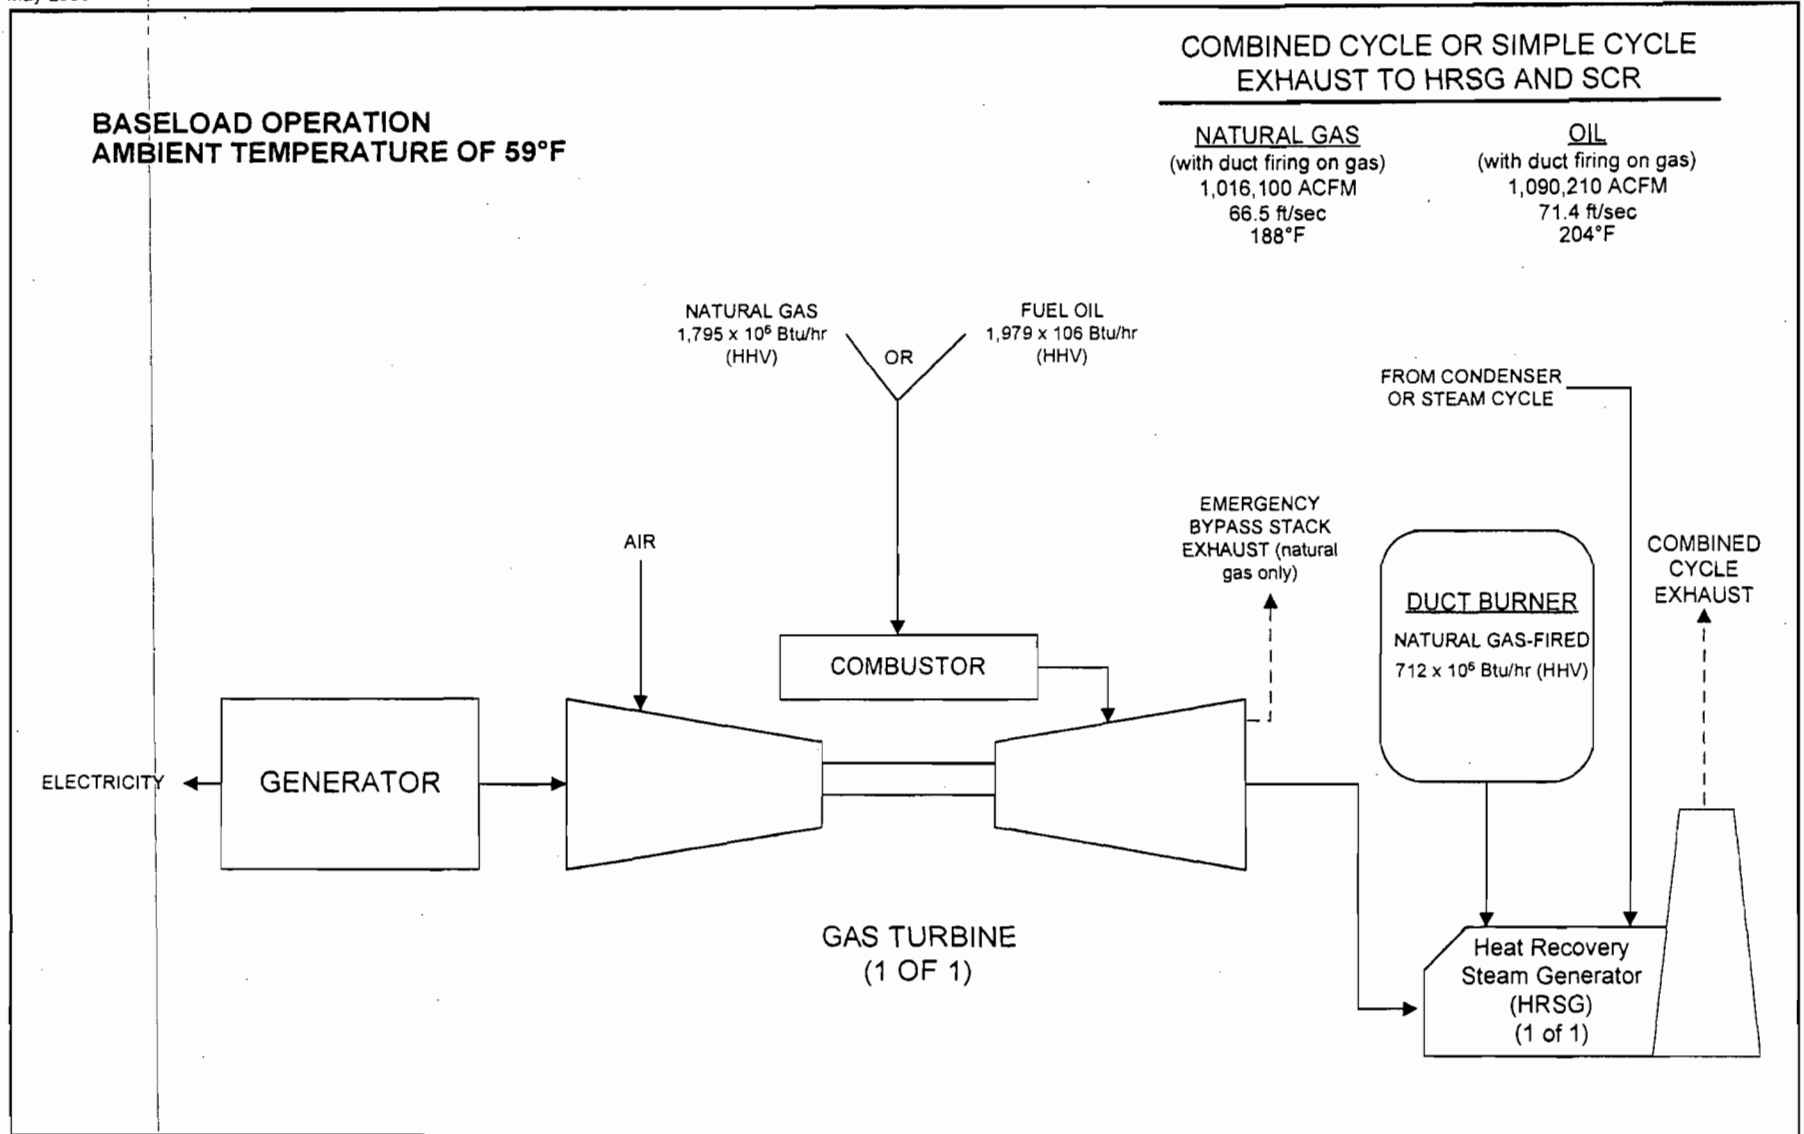 COMBINED CYCLE OR SIMPLE CYCLE
EXHAUST TO HRSG AND SCR
BASELOAD OPERATION
AMBIENT TEMPERATURE OF 59°F
NATURAL GAS
(with duct firing on gas)
1,016,100 ACFM
66.5 ft/sec
188°F
OIL
(with duct firing on gas)
1,090,210 ACFM
71.4 ft/sec
204°F
NATURAL GAS
1,795 x 10⁶ Btu/hr
(HHV)
OR
FUEL OIL
1,979 x 106 Btu/hr
(HHV)
FROM CONDENSER
OR STEAM CYCLE
EMERGENCY
BYPASS STACK
EXHAUST (natural
gas only)
AIR
COMBINED
CYCLE
EXHAUST
DUCT BURNER
NATURAL GAS-FIRED
712 x 10⁶ Btu/hr (HHV)
COMBUSTOR
ELECTRICITY
GENERATOR
GAS TURBINE
(1 OF 1)
Heat Recovery
Steam Generator
(HRSG)
(1 of 1)